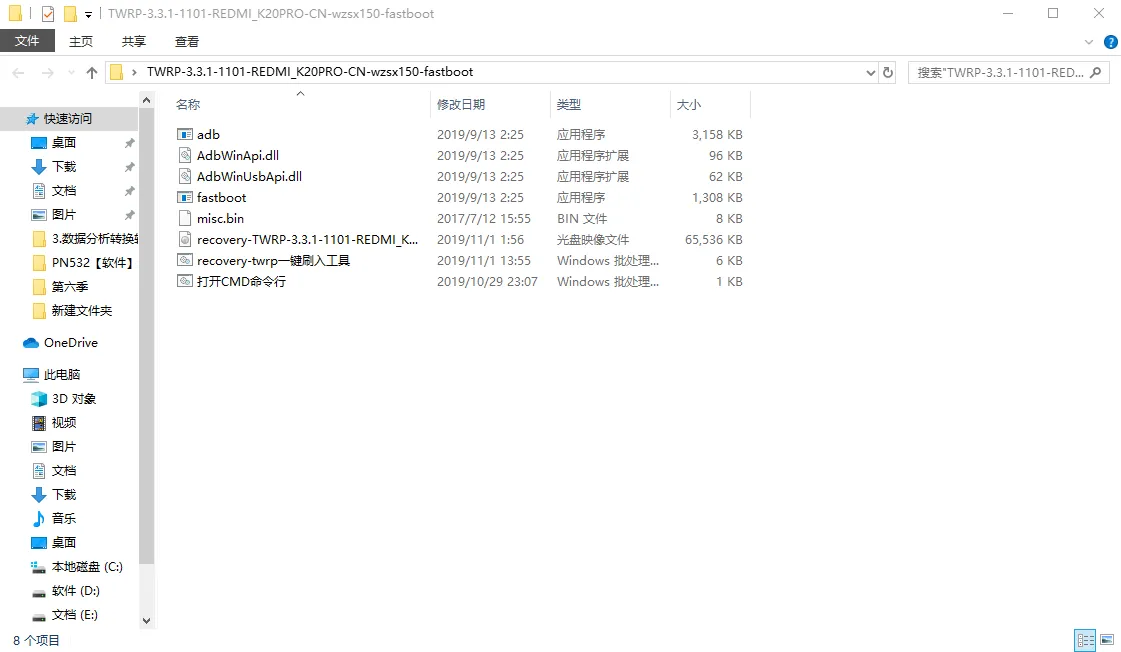 TWRP-3.3.1-1101-REDMI_K20PRO-CN-wzsx150-fastboot
文件 主页 共享 查看
TWRP-3.3.1-1101-REDMI_K20PRO-CN-wzsx150-fastboot 搜索"TWRP-3.3.1-1101-RED...
快速访问
桌面
下载
文档
图片
3.数据分析转换
PN532【软件】
第六季
新建文件夹
OneDrive
此电脑
3D 对象
视频
图片
文档
下载
音乐
桌面
本地磁盘 (C:)
软件 (D:)
文档 (E:)
名称 修改日期 类型 大小
adb 2019/9/13 2:25 应用程序 3,158 KB
AdbWinApi.dll 2019/9/13 2:25 应用程序扩展 96 KB
AdbWinUsbApi.dll 2019/9/13 2:25 应用程序扩展 62 KB
fastboot 2019/9/13 2:25 应用程序 1,308 KB
misc.bin 2017/7/12 15:55 BIN 文件 8 KB
recovery-TWRP-3.3.1-1101-REDMI_K... 2019/11/1 1:56 光盘映像文件 65,536 KB
recovery-twrp一键刷入工具 2019/11/1 13:55 Windows 批处理... 6 KB
打开CMD命令行 2019/10/29 23:07 Windows 批处理... 1 KB
8 个项目